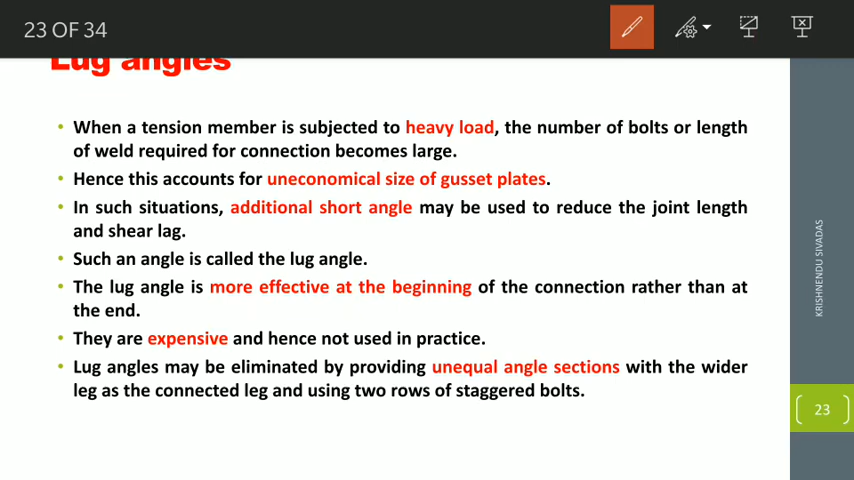 23 OF 34
Lug angles
• When a tension member is subjected to heavy load, the number of bolts or length
of weld required for connection becomes large.
• Hence this accounts for uneconomical size of gusset plates.
• In such situations, additional short angle may be used to reduce the joint length
and shear lag.
• Such an angle is called the lug angle.
• The lug angle is more effective at the beginning of the connection rather than at
the end.
• They are expensive and hence not used in practice.
• Lug angles may be eliminated by providing unequal angle sections with the wider
leg as the connected leg and using two rows of staggered bolts.
KRISHNENDU SIVADAS
23